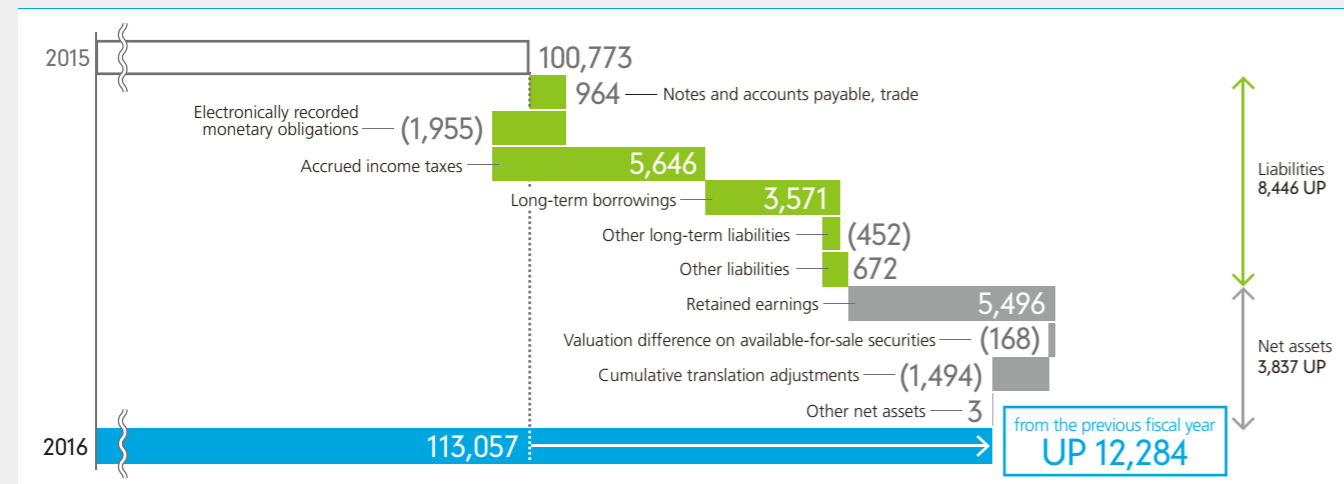 2015
100,773
964
Notes and accounts payable, trade
Electronically recorded
monetary obligations
(1,955)
Accrued income taxes
5,646
Long-term borrowings
3,571
Other long-term liabilities
(452)
Other liabilities
672
Liabilities
8,446 UP
Retained earnings
5,496
Valuation difference on available-for-sale securities
(168)
Cumulative translation adjustments
(1,494)
Other net assets
3
Net assets
3,837 UP
2016
113,057
from the previous fiscal year
UP 12,284